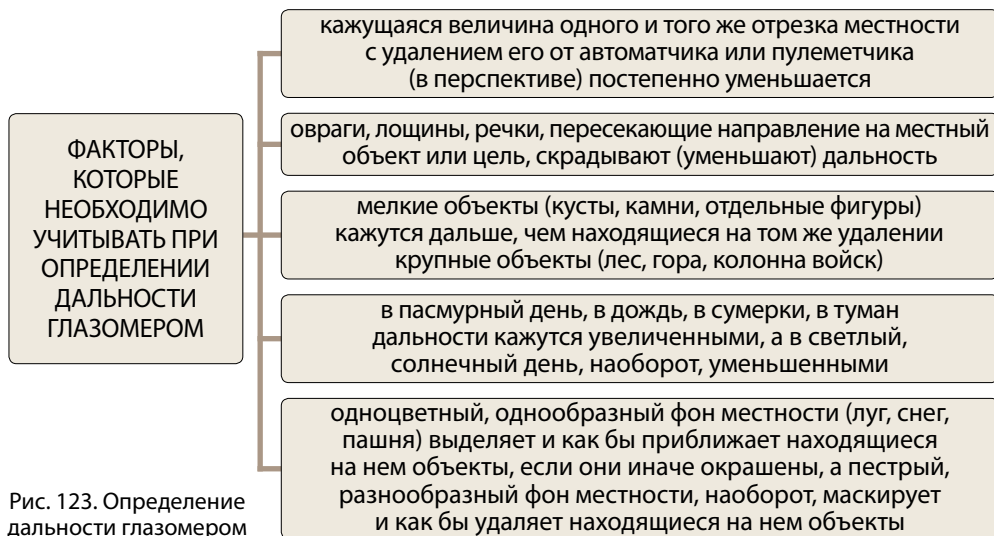 ФАКТОРЫ,
КОТОРЫЕ
НЕОБХОДИМО
УЧИТЫВАТЬ ПРИ
ОПРЕДЕЛЕНИИ
ДАЛЬНОСТИ
ГЛАЗОМЕРОМ
кажущаяся величина одного и того же отрезка местности
с удалением его от автоматчика или пулеметчика
(в перспективе) постепенно уменьшается
овраги, лощины, речки, пересекающие направление на местный
объект или цель, скрадывают (уменьшают) дальность
мелкие объекты (кусты, камни, отдельные фигуры)
кажутся дальше, чем находящиеся на том же удалении
крупные объекты (лес, гора, колонна войск)
в пасмурный день, в дождь, в сумерки, в туман
дальности кажутся увеличенными, а в светлый,
солнечный день, наоборот, уменьшенными
одноцветный, однообразный фон местности (луг, снег,
пашня) выделяет и как бы приближает находящиеся
на нем объекты, если они иначе окрашены, а пестрый,
разнообразный фон местности, наоборот, маскирует
и как бы удаляет находящиеся на нем объекты
Рис. 123. Определение
дальности глазомером